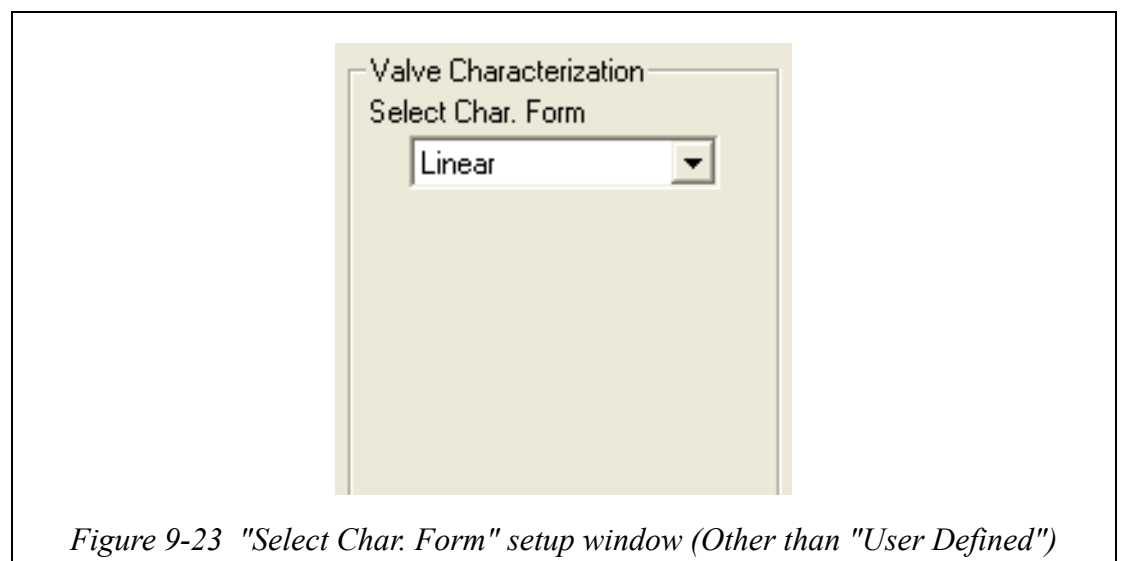 Valve Characterization
Select Char. Form
Linear
Figure 9-23 "Select Char. Form" setup window (Other than "User Defined")